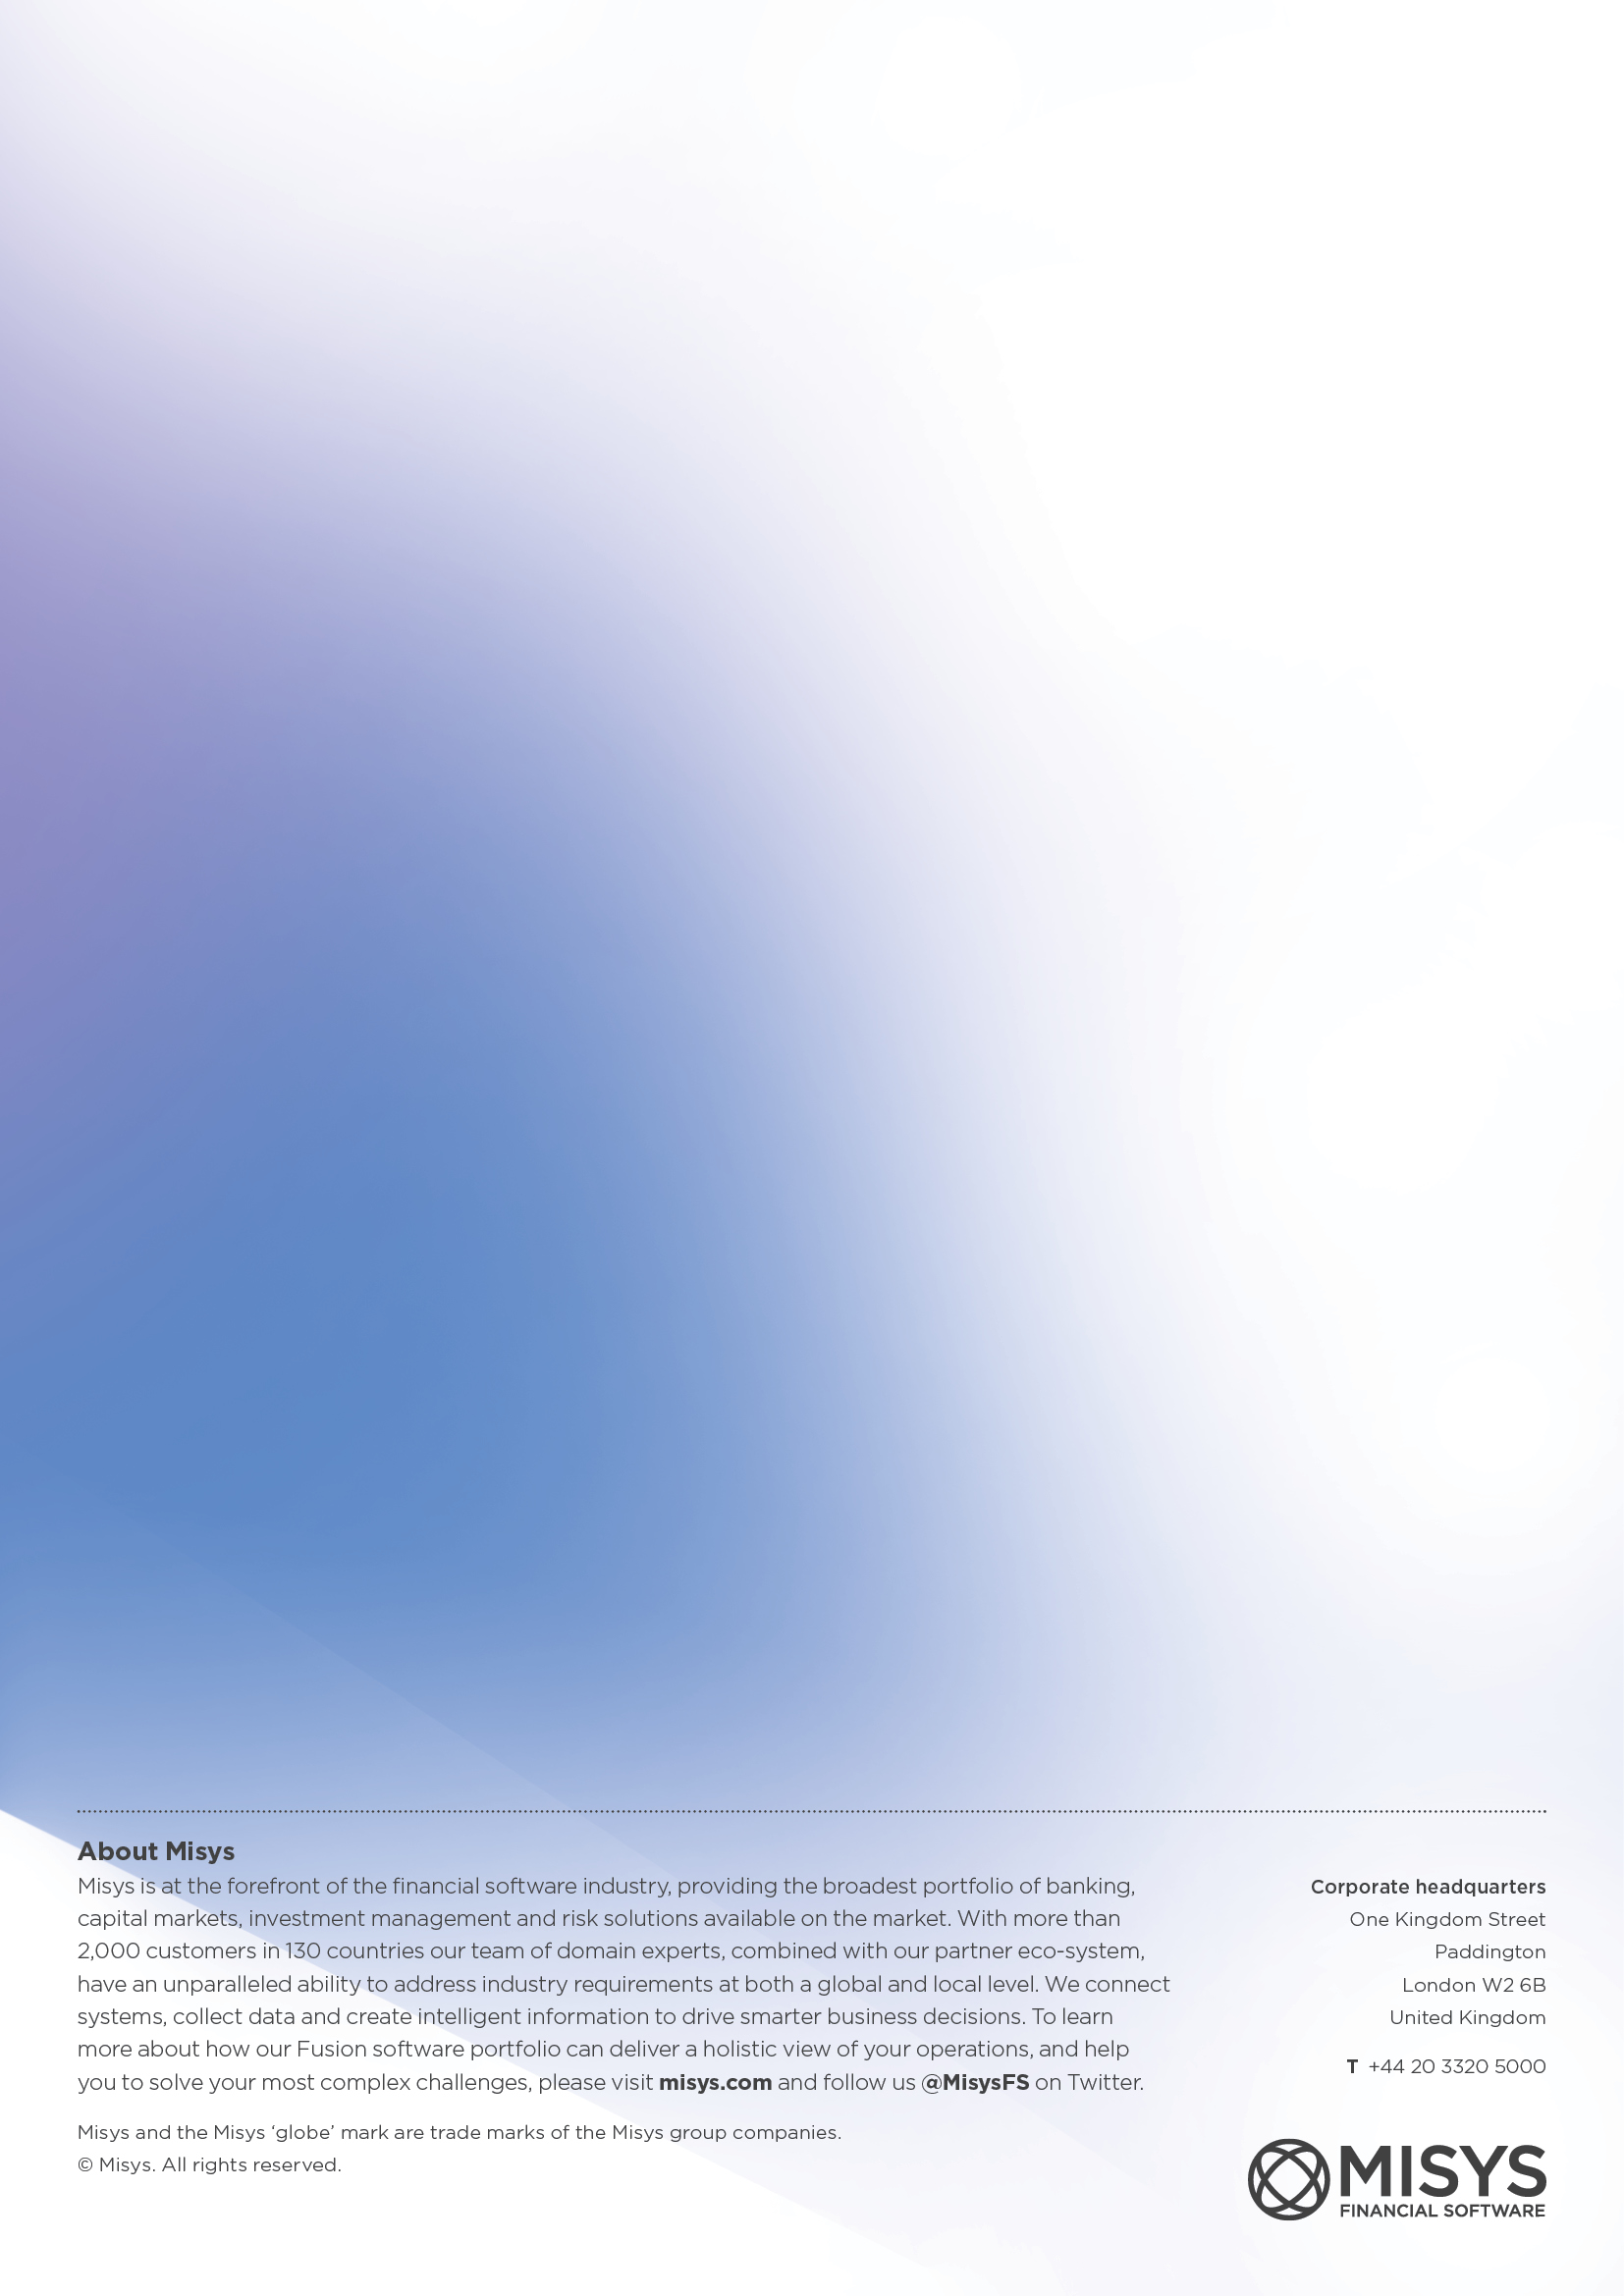 About Misys
Misys is at the forefront of the financial software industry, providing the broadest portfolio of banking,
capital markets, investment management and risk solutions available on the market. With more than
2,000 customers in 130 countries our team of domain experts, combined with our partner eco-system,
have an unparalleled ability to address industry requirements at both a global and local level. We connect
systems, collect data and create intelligent information to drive smarter business decisions. To learn
more about how our Fusion software portfolio can deliver a holistic view of your operations, and help
you to solve your most complex challenges, please visit misys.com and follow us @MisysFS on Twitter.
Misys and the Misys ‘globe’ mark are trade marks of the Misys group companies.
© Misys. All rights reserved.
Corporate headquarters
One Kingdom Street
Paddington
London W2 6B
United Kingdom
T +44 20 3320 5000
MISYS
FINANCIAL SOFTWARE